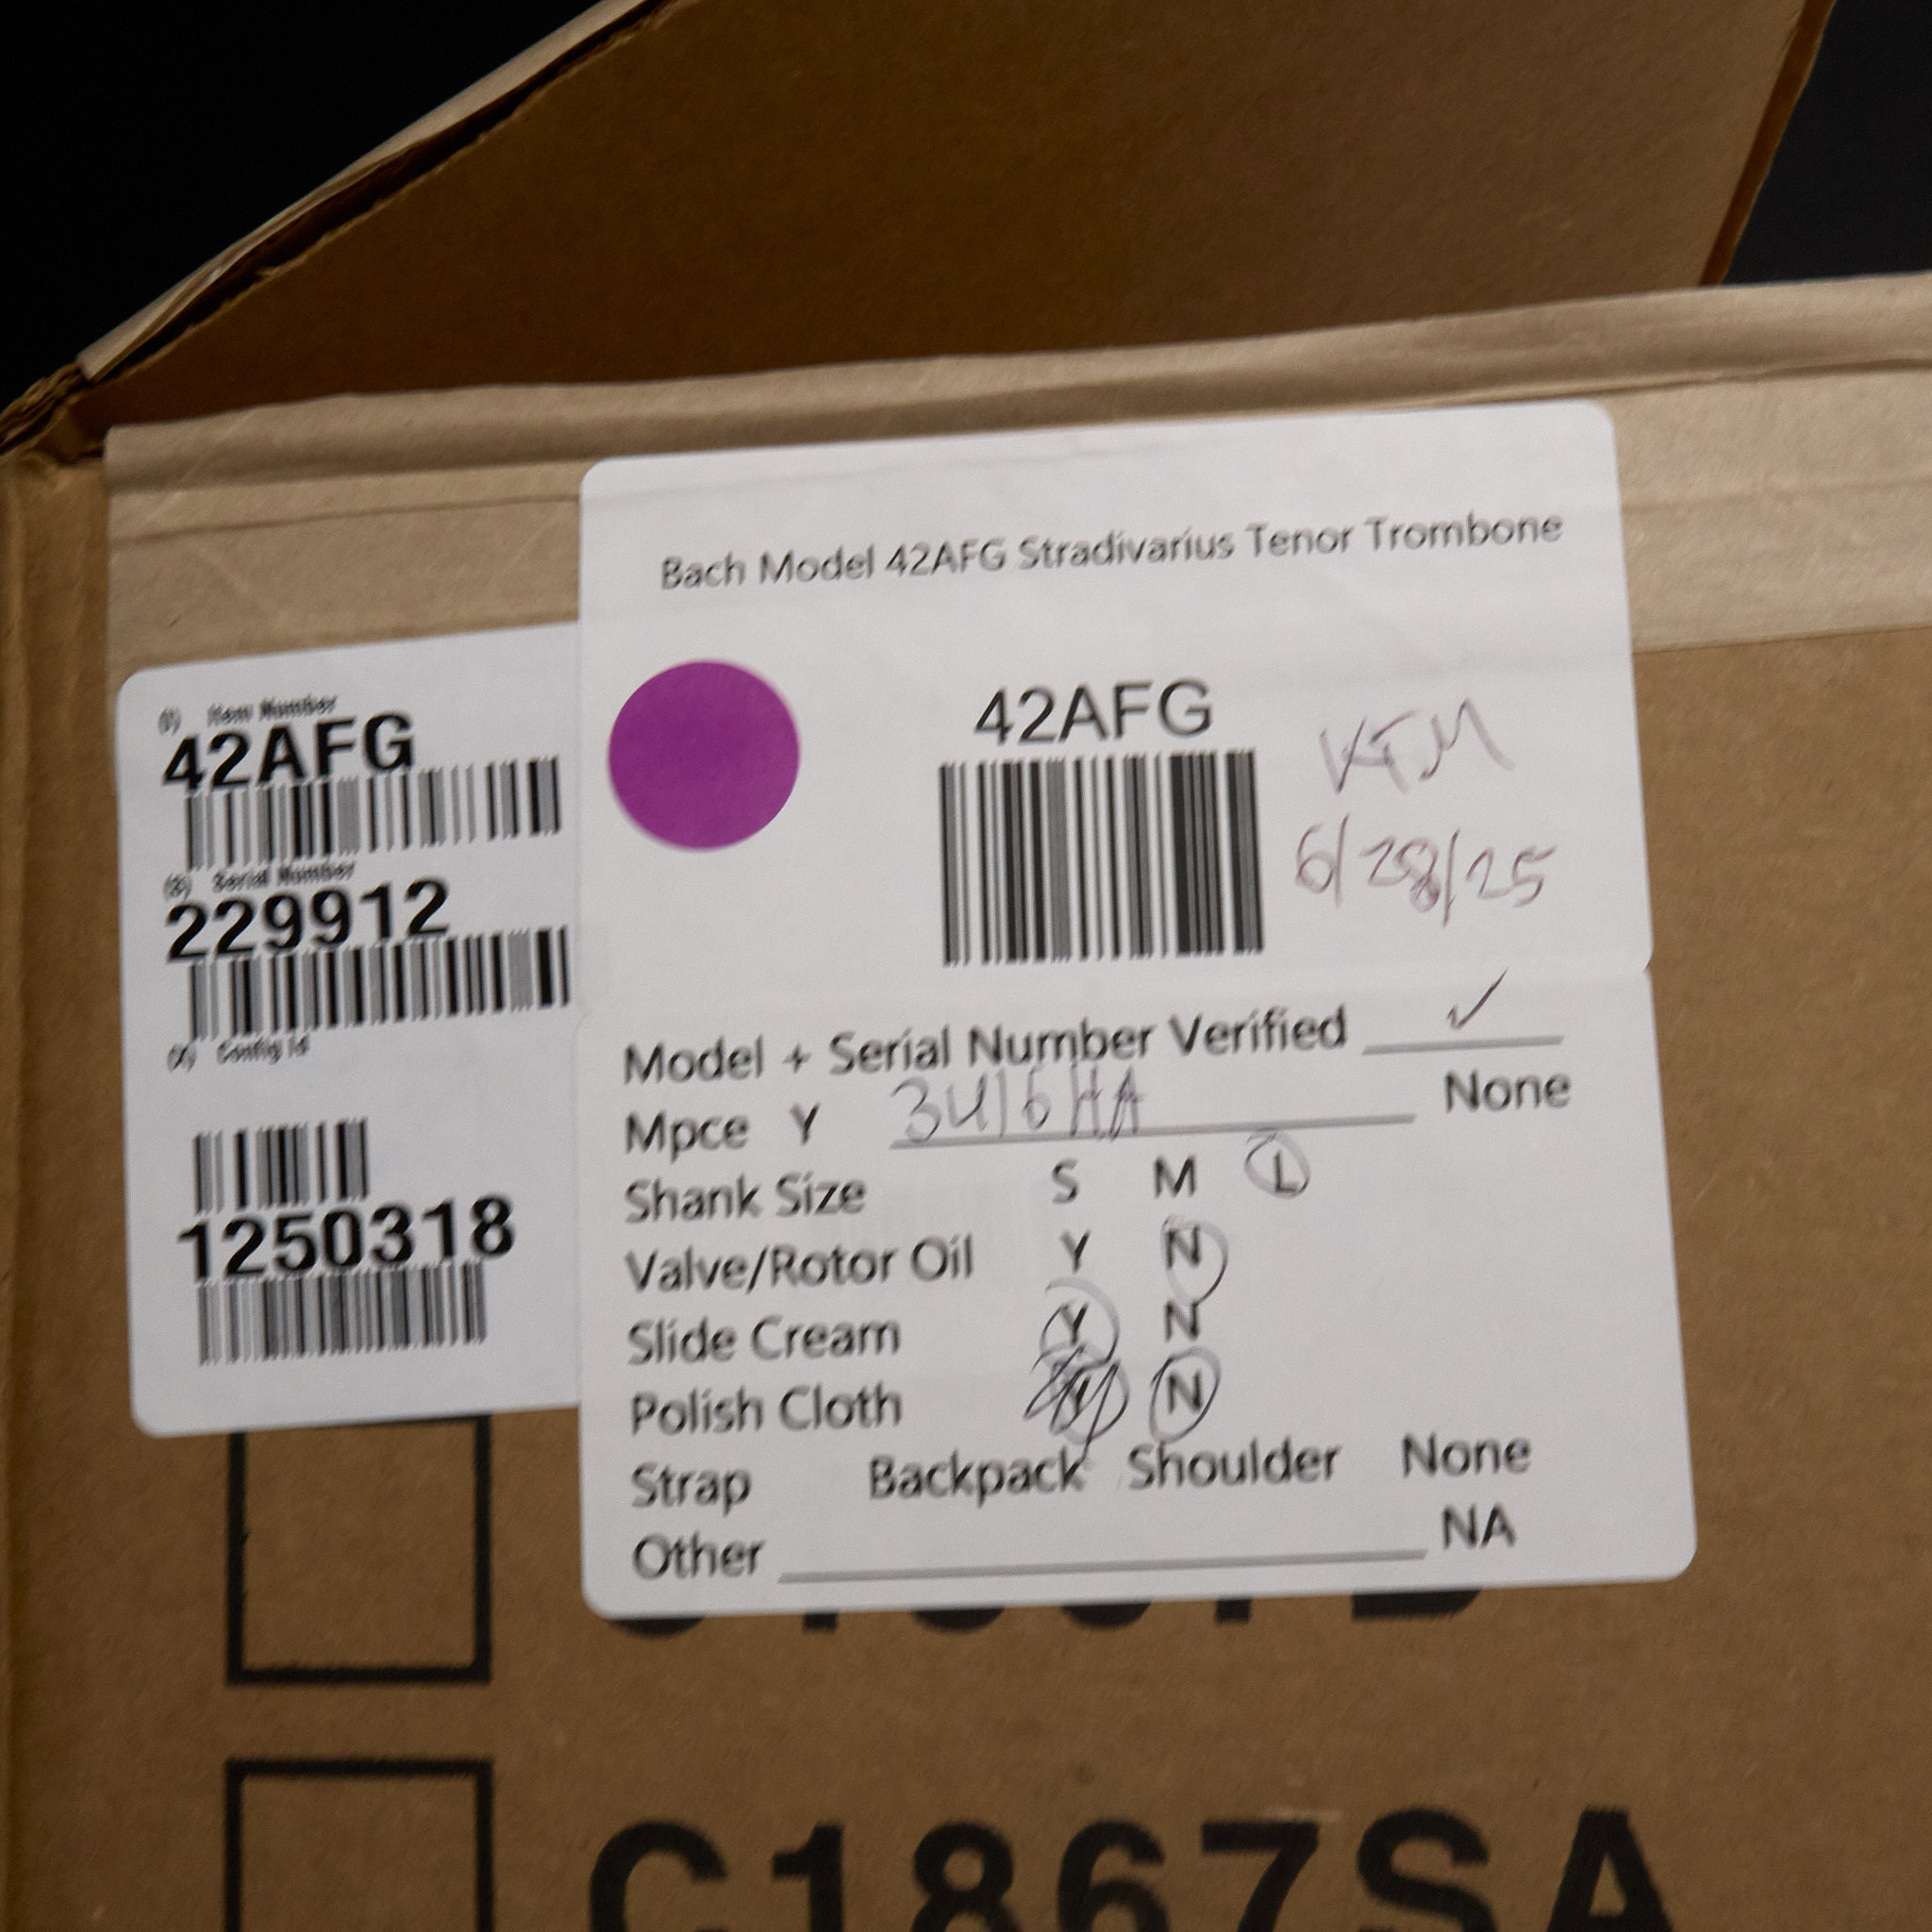 Bach Model 42AFG Stradivarius Tenor Trombone
42AFG
KTM
6/28/25
Model + Serial Number Verified ✓
Mpce Y 3416HA None
Shank Size S M L
Valve/Rotor Oil Y N
Slide Cream Y N
Polish Cloth Y N
Strap Backpack Shoulder None
Other NA
(1) Item Number
42AFG
(S) Serial Number
229912
(X) Config Id
1250318
C1867SA